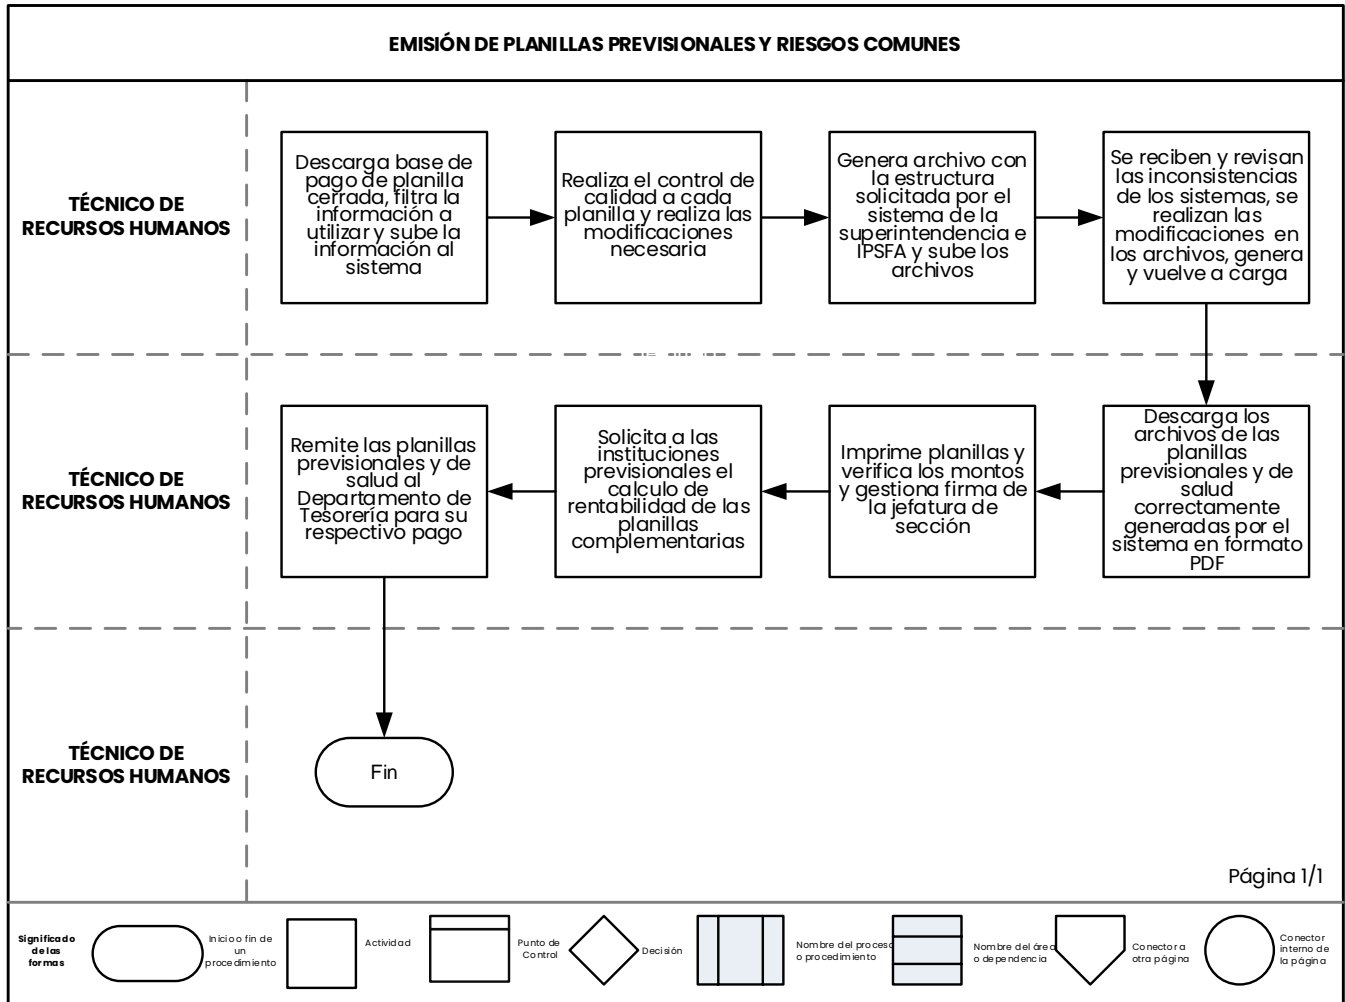 EMISIÓN DE PLANILLAS PREVISIONALES Y RIESGOS COMUNES
TÉCNICO DE
RECURSOS HUMANOS
Descarga base de
pago de planilla
cerrada, filtra la
información a
utilizar y sube la
información al
sistema
Realiza el control de
calidad a cada
planilla y realiza las
modificaciones
necesaria
Genera archivo con
la estructura
solicitada por el
sistema de la
superintendencia e
IPSFA y sube los
archivos
Se reciben y revisan
las inconsistencias
de los sistemas, se
realizan las
modificaciones en
los archivos, genera
y vuelve a carga
TÉCNICO DE
RECURSOS HUMANOS
Remite las planillas
previsionales y de
salud al
Departamento de
Tesorería para su
respectivo pago
Solicita a las
instituciones
previsionales el
calculo de
rentabilidad de las
planillas
complementarias
Imprime planillas y
verifica los montos
y gestiona firma de
la jefatura de
sección
Descarga los
archivos de las
planillas
previsionales y de
salud
correctamente
generadas por el
sistema en formato
PDF
TÉCNICO DE
RECURSOS HUMANOS
Fin
Página 1/1
Significado
de las
formas
Inicio o fin de
un
procedimiento
Actividad
Punto de
Control
Decisión
Nombre del proceso
o procedimiento
Nombre del área
o dependencia
Conector a
otra página
Conector
interno de
la página